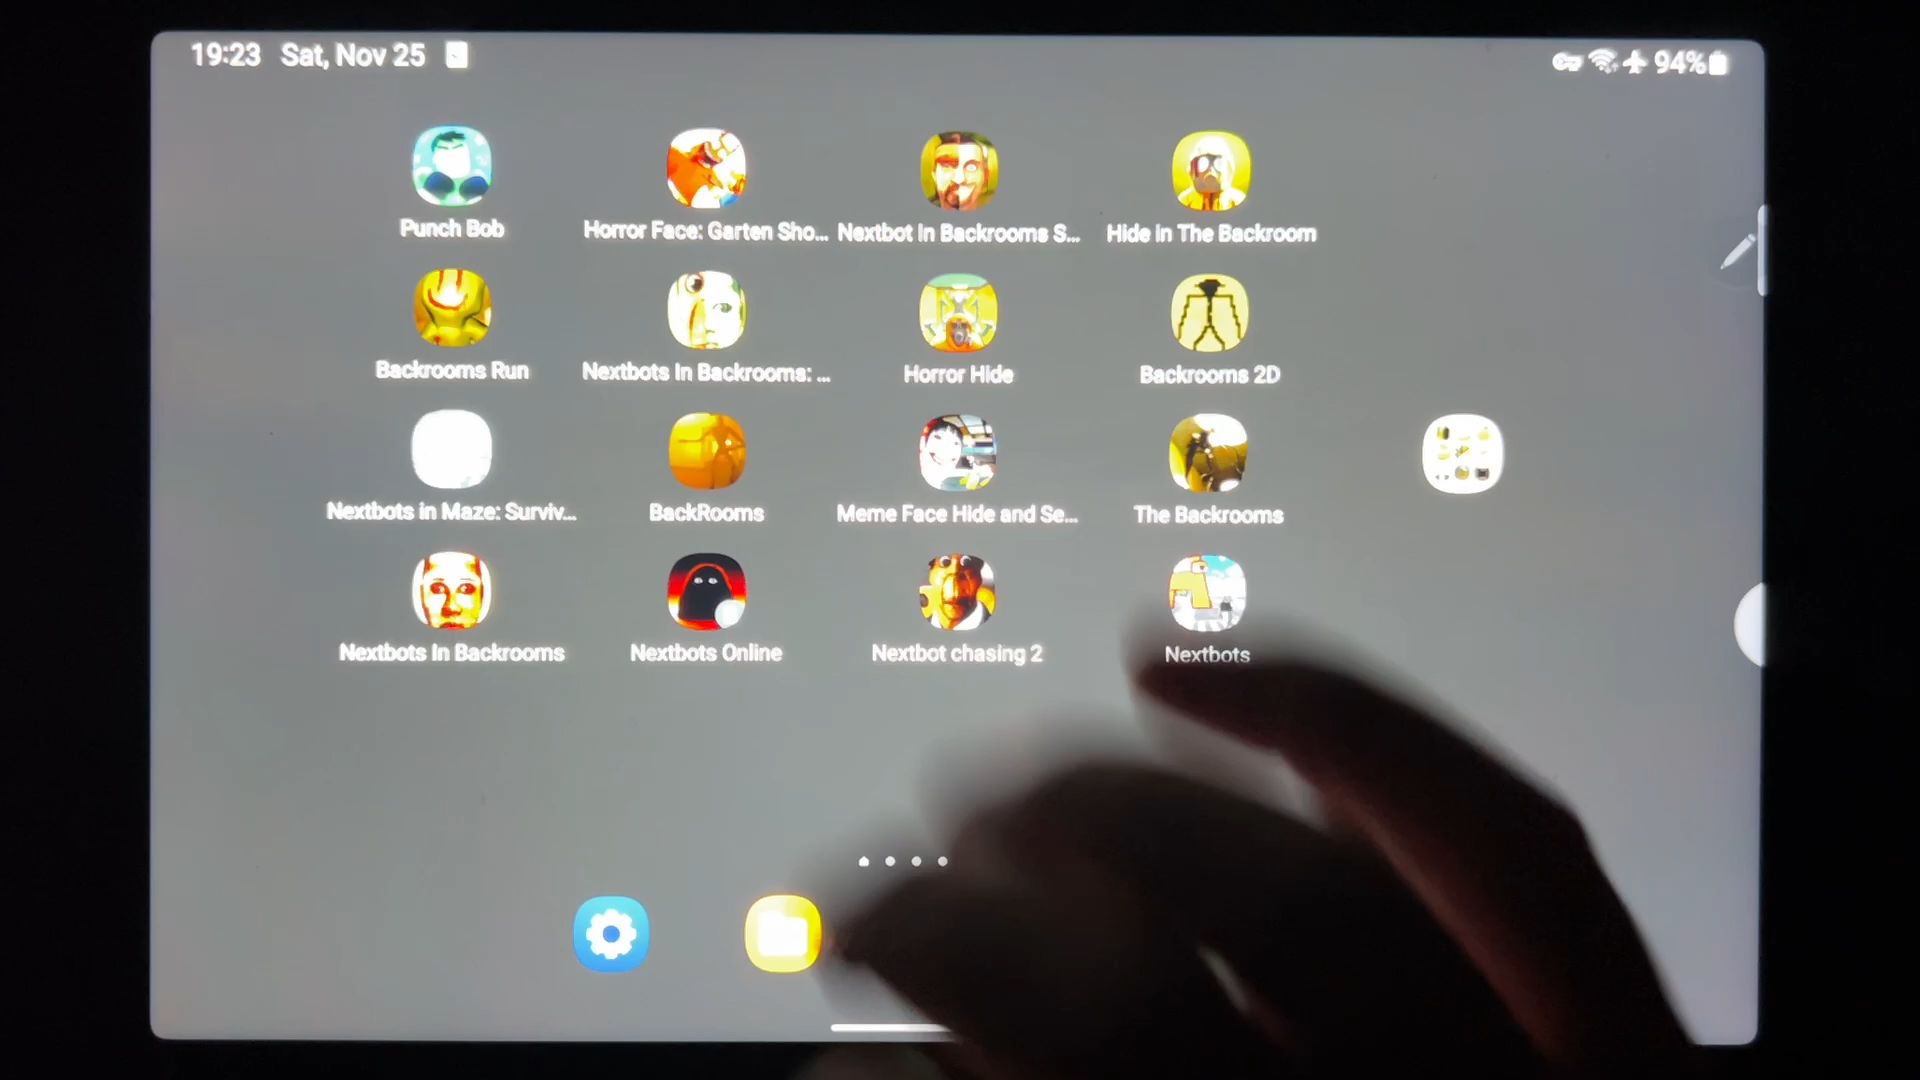 19:23 Sat, Nov 25
94%
Punch Bob
Horror Face: Garten Sho...
Nextbot In Backrooms S...
Hide in The Backroom
Backrooms Run
Nextbots In Backrooms: ...
Horror Hide
Backrooms 2D
Nextbots in Maze: Surviv...
BackRooms
Meme Face Hide and Se...
The Backrooms
Nextbots In Backrooms
Nextbots Online
Nextbot chasing 2
Nextbots